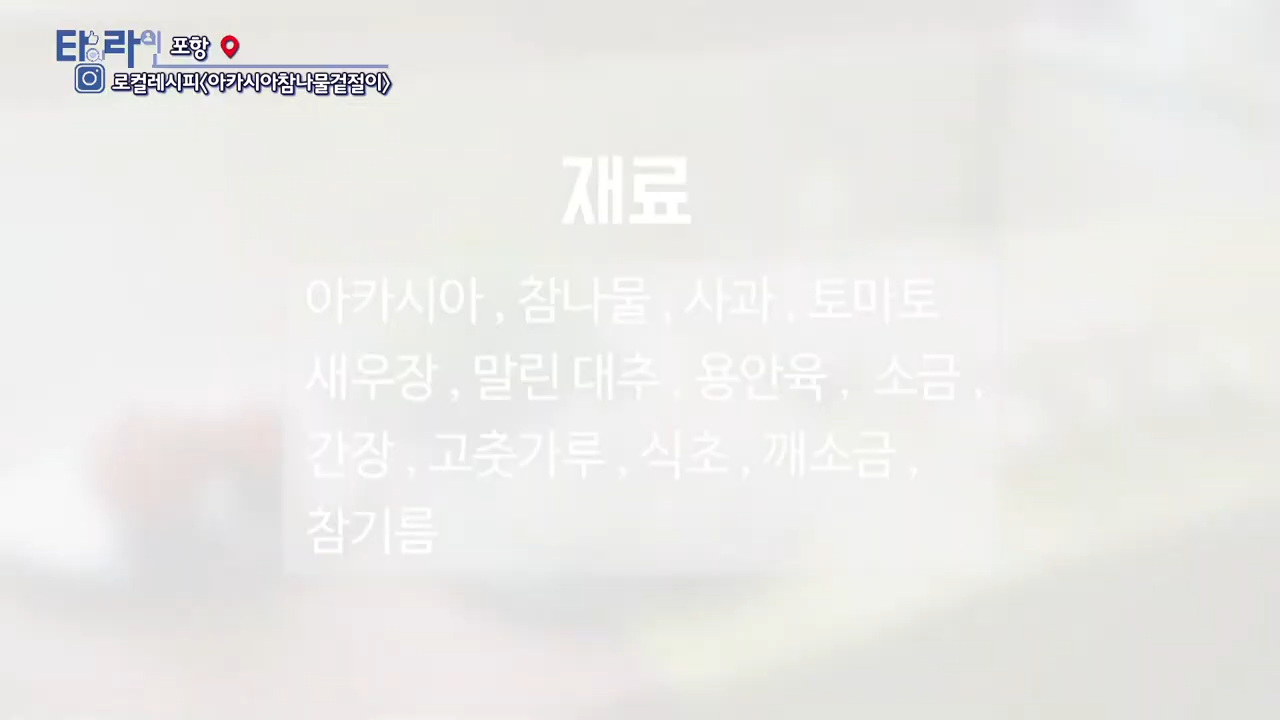 타임라인 포항
로컬레시피<아카시아참나물겉절이>
재료
아카시아 , 참나물 , 사과 , 토마토
새우장 , 말린 대추 , 용안육 , 소금 ,
간장 , 고춧가루 , 식초 , 깨소금 ,
참기름